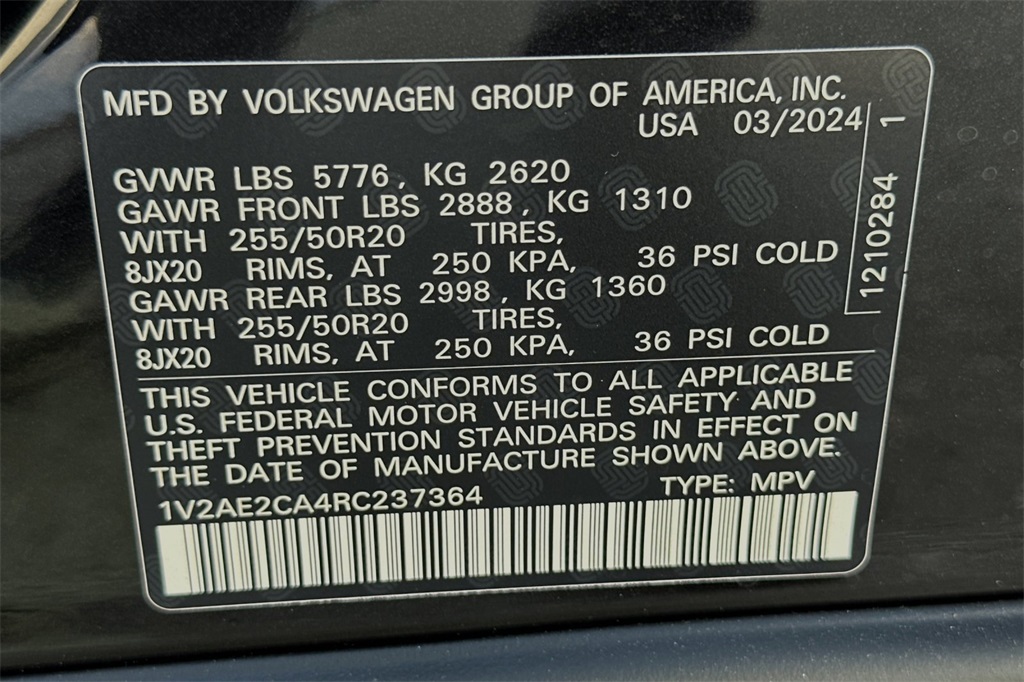 MFD BY VOLKSWAGEN GROUP OF AMERICA, INC.
USA 03/2024
GVWR LBS 5776, KG 2620
GAWR FRONT LBS 2888, KG 1310
WITH 255/50R20 TIRES,
8JX20 RIMS, AT 250 KPA, 36 PSI COLD
GAWR REAR LBS 2998, KG 1360
WITH 255/50R20 TIRES,
8JX20 RIMS, AT 250 KPA, 36 PSI COLD
1210284 1
THIS VEHICLE CONFORMS TO ALL APPLICABLE
U.S. FEDERAL MOTOR VEHICLE SAFETY AND
THEFT PREVENTION STANDARDS IN EFFECT ON
THE DATE OF MANUFACTURE SHOWN ABOVE.
1V2AE2CA4RC237364 TYPE: MPV